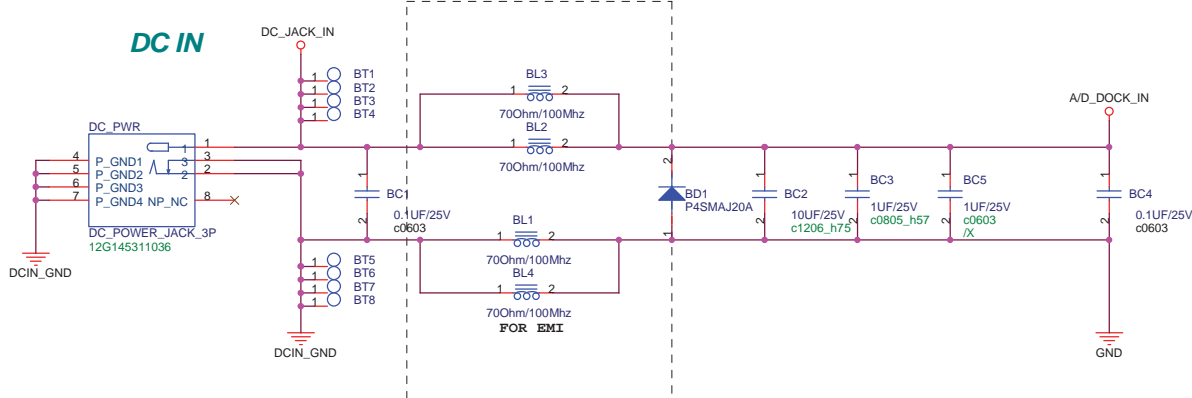 DC IN
DC_JACK_IN
1 BT1
1 BT2
1 BT3
1 BT4
DC_PWR
4 P_GND1
5 P_GND2
6 P_GND3
7 P_GND4
NP_NC 8
1 1
3 3
2 2
DC_POWER_JACK_3P
12G145311036
DCIN_GND
1 BT5
1 BT6
1 BT7
1 BT8
DCIN_GND
1
BC1
2
0.1UF/25V
c0603
BL3
1 2
70Ohm/100Mhz
BL2
1 2
70Ohm/100Mhz
BL1
1 2
70Ohm/100Mhz
BL4
1 2
70Ohm/100Mhz
FOR EMI
2
BD1
P4SMAJ20A
1
1
BC2
2
10UF/25V
c1206_h75
1
BC3
2
1UF/25V
c0805_h57
1
BC5
2
1UF/25V
c0603
/X
A/D_DOCK_IN
1
BC4
2
0.1UF/25V
c0603
GND